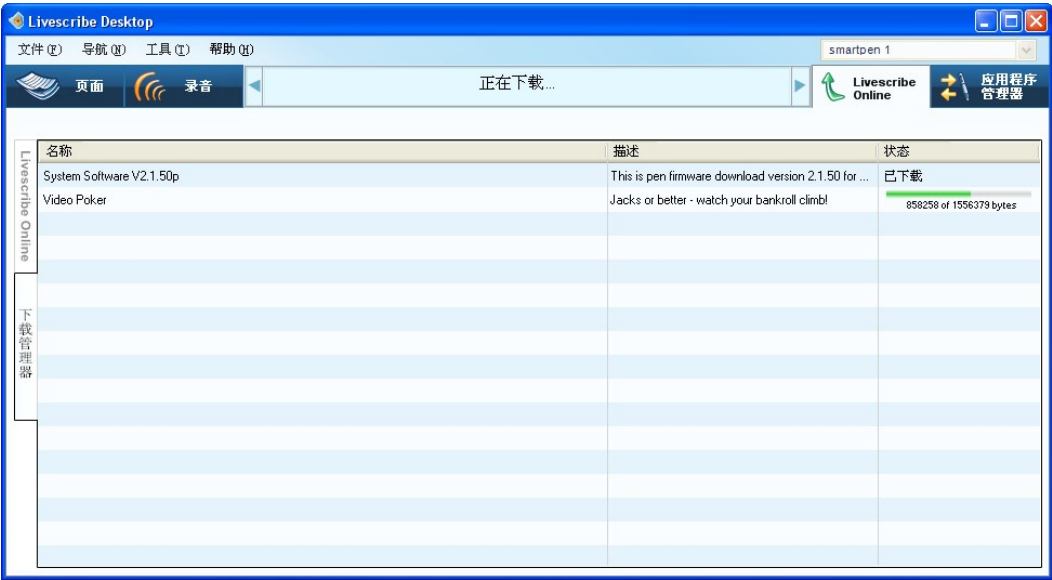 Livescribe Desktop
文件(F) 导航(N) 工具(T) 帮助(H) smartpen 1
页面 录音 正在下载... Livescribe Online 应用程序管理器
名称 描述 状态
System Software V2.1.50p This is pen firmware download version 2.1.50 for ... 已下载
Video Poker Jacks or better - watch your bankroll climb! 858258 of 1556379 bytes
Livescribe Online
下载管理器